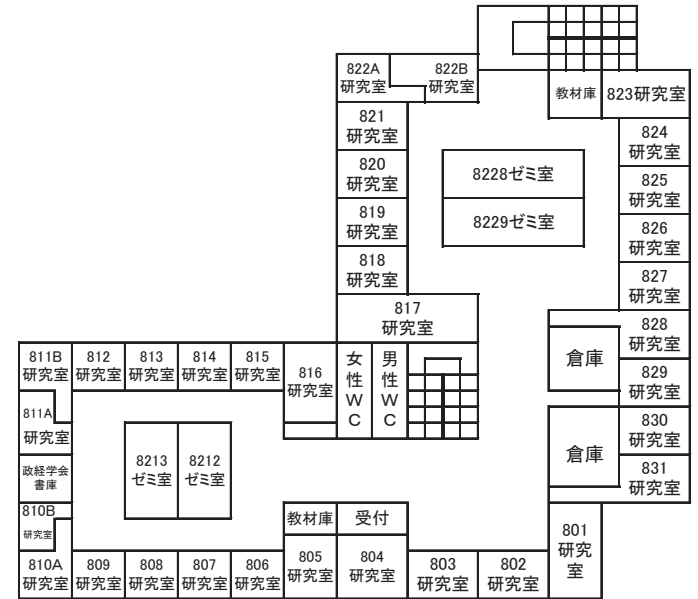 822A
研究室
822B
研究室
教材庫
823研究室
821
研究室
824
研究室
820
研究室
8228ゼミ室
825
研究室
819
研究室
8229ゼミ室
826
研究室
818
研究室
827
研究室
817
研究室
828
研究室
倉庫
829
研究室
811B
研究室
812
研究室
813
研究室
814
研究室
815
研究室
816
研究室
女性WC
男性WC
811A
研究室
830
研究室
倉庫
831
研究室
政経学会
書庫
8213
ゼミ室
8212
ゼミ室
810B
研究室
教材庫
受付
801
研究
室
810A
研究室
809
研究室
808
研究室
807
研究室
806
研究室
805
研究室
804
研究室
803
研究室
802
研究室